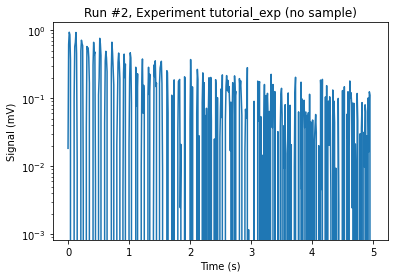 Run #2, Experiment tutorial_exp (no sample)
Signal (mV)
10⁰
10⁻¹
10⁻²
10⁻³
0 1 2 3 4 5
Time (s)